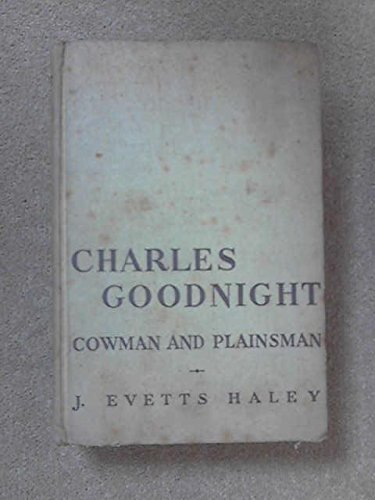 CHARLES
GOODNIGHT
COWMAN AND PLAINSMAN
J. EVETTS HALEY